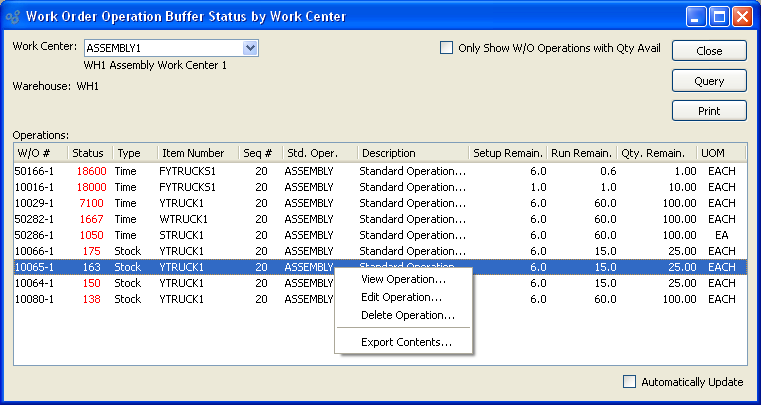 Work Order Operation Buffer Status by Work Center
Work Center: ASSEMBLY1
Only Show W/O Operations with Qty Avail
Close
WH1 Assembly Work Center 1
Query
Warehouse: WH1
Print
Operations:
W/O # Status Type Item Number Seq # Std. Oper. Description Setup Remain. Run Remain. Qty. Remain. UOM
50166-1 18600 Time FYTRUCKS1 20 ASSEMBLY Standard Operation... 6.0 0.6 1.00 EACH
10016-1 18000 Time FYTRUCKS1 20 ASSEMBLY Standard Operation... 1.0 1.0 10.00 EACH
10029-1 7100 Time YTRUCK1 20 ASSEMBLY Standard Operation... 6.0 60.0 100.00 EACH
50282-1 1667 Time WTRUCK1 20 ASSEMBLY Standard Operation... 6.0 60.0 100.00 EACH
50286-1 1050 Time STRUCK1 20 ASSEMBLY Standard Operation... 6.0 60.0 100.00 EA
10066-1 175 Stock YTRUCK1 20 ASSEMBLY Standard Operation... 6.0 15.0 25.00 EACH
10065-1 163 Stock YTRUCK1 20 ASSEMBLY Standard Operation... 6.0 15.0 25.00 EACH
10064-1 150 Stock YTRUCK1 20 ASSEMBLY 6.0 15.0 25.00 EACH
10080-1 138 Stock YTRUCK1 20 ASSEMBLY 6.0 60.0 100.00 EACH
View Operation...
Edit Operation...
Delete Operation...
Export Contents...
Automatically Update